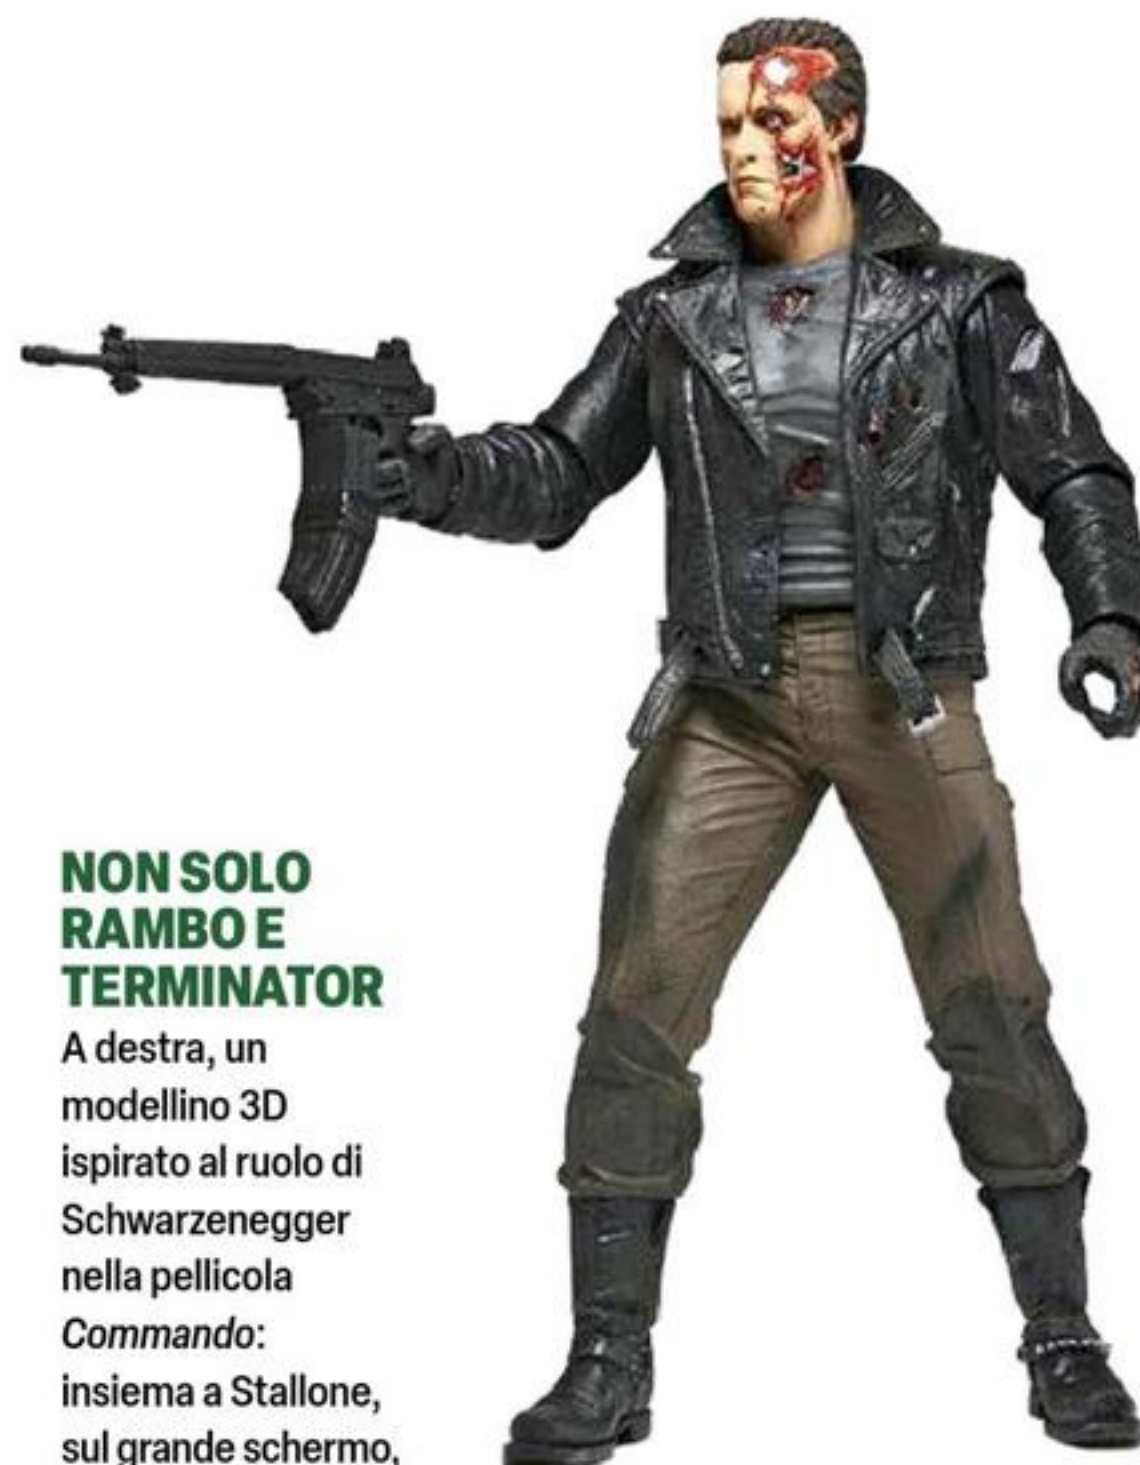 NON SOLO
RAMBO E
TERMINATOR
A destra, un
modellino 3D
ispirato al ruolo di
Schwarzenegger
nella pellicola
Commando:
insiema a Stallone,
sul grande schermo,